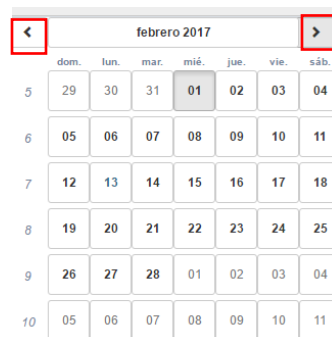 febrero 2017
dom. lun. mar. mié. jue. vie. sáb.
5 29 30 31 01 02 03 04
6 05 06 07 08 09 10 11
7 12 13 14 15 16 17 18
8 19 20 21 22 23 24 25
9 26 27 28 01 02 03 04
10 05 06 07 08 09 10 11